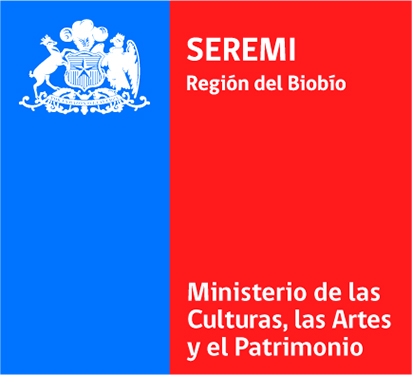 SEREMI
Región del Biobío
Ministerio de las
Culturas, las Artes
y el Patrimonio